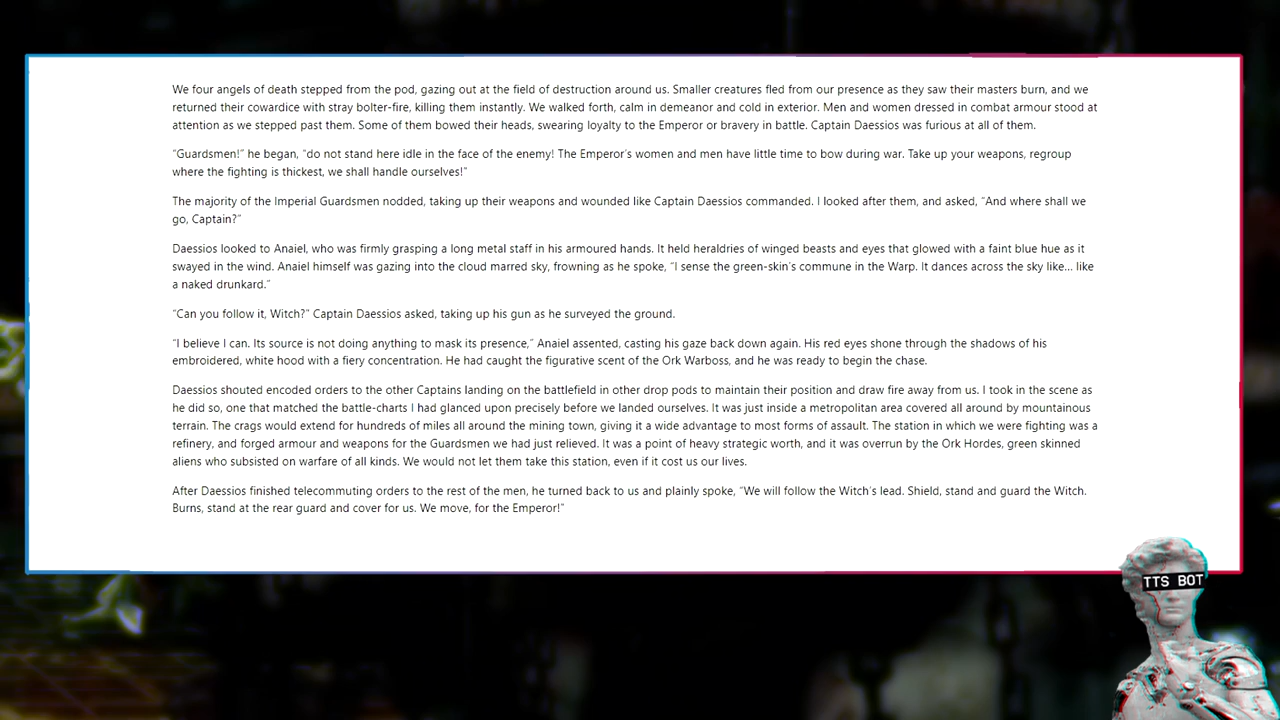 We four angels of death stepped from the pod, gazing out at the field of destruction around us. Smaller creatures fled from our presence as they saw their masters burn, and we
returned their cowardice with stray bolter-fire, killing them instantly. We walked forth, calm in demeanor and cold in exterior. Men and women dressed in combat armour stood at
attention as we stepped past them. Some of them bowed their heads, swearing loyalty to the Emperor or bravery in battle. Captain Daessios was furious at all of them.
“Guardsmen!” he began, “do not stand here idle in the face of the enemy! The Emperor’s women and men have little time to bow during war. Take up your weapons, regroup
where the fighting is thickest, we shall handle ourselves!”
The majority of the Imperial Guardsmen nodded, taking up their weapons and wounded like Captain Daessios commanded. I looked after them, and asked, “And where shall we
go, Captain?”
Daessios looked to Anaiel, who was firmly grasping a long metal staff in his armoured hands. It held heraldries of winged beasts and eyes that glowed with a faint blue hue as it
swayed in the wind. Anaiel himself was gazing into the cloud marred sky, frowning as he spoke, “I sense the green-skin’s commune in the Warp. It dances across the sky like… like
a naked drunkard.”
“Can you follow it, Witch?” Captain Daessios asked, taking up his gun as he surveyed the ground.
“I believe I can. Its source is not doing anything to mask its presence,” Anaiel assented, casting his gaze back down again. His red eyes shone through the shadows of his
embroidered, white hood with a fiery concentration. He had caught the figurative scent of the Ork Warboss, and he was ready to begin the chase.
Daessios shouted encoded orders to the other Captains landing on the battlefield in other drop pods to maintain their position and draw fire away from us. I took in the scene as
he did so, one that matched the battle-charts I had glanced upon precisely before we landed ourselves. It was just inside a metropolitan area covered all around by mountainous
terrain. The crags would extend for hundreds of miles all around the mining town, giving it a wide advantage to most forms of assault. The station in which we were fighting was a
refinery, and forged armour and weapons for the Guardsmen we had just relieved. It was a point of heavy strategic worth, and it was overrun by the Ork Hordes, green skinned
aliens who subsisted on warfare of all kinds. We would not let them take this station, even if it cost us our lives.
After Daessios finished telecommuting orders to the rest of the men, he turned back to us and plainly spoke, “We will follow the Witch’s lead. Shield, stand and guard the Witch.
Burns, stand at the rear guard and cover for us. We move, for the Emperor!”
TTS BOT